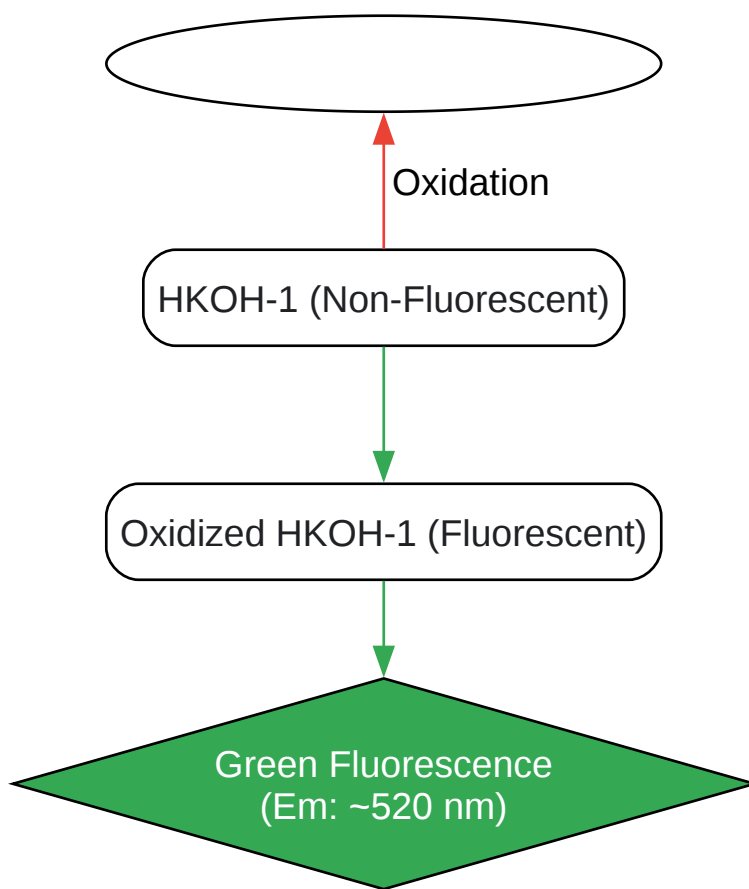 Oxidation
HKOH-1 (Non-Fluorescent)
Oxidized HKOH-1 (Fluorescent)
Green Fluorescence
(Em: ~520 nm)